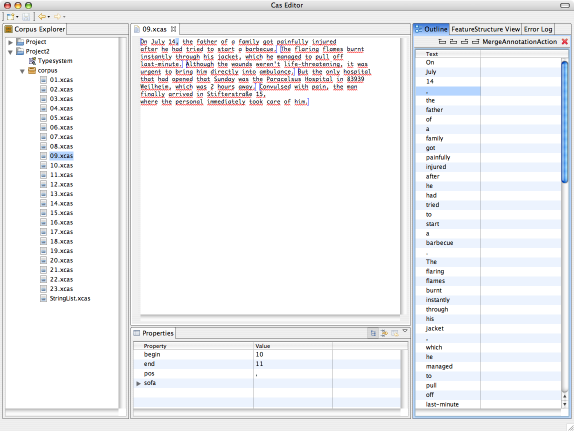 Cas Editor
Corpus Explorer
Project
Project2
Typesystem
corpus
01.xcas
02.xcas
03.xcas
04.xcas
05.xcas
06.xcas
07.xcas
08.xcas
09.xcas
10.xcas
11.xcas
12.xcas
13.xcas
14.xcas
15.xcas
16.xcas
17.xcas
18.xcas
19.xcas
20.xcas
21.xcas
22.xcas
23.xcas
StringList.xcas
09.xcas
On July 14, the father of a family got painfully injured
after he had tried to start a barbecue. The flaring flames burnt
instantly through his jacket, which he managed to pull off
last-minute. Although the wounds weren't life-threatening, it was
urgent to bring him directly into ambulance. But the only hospital
that had opened that Sunday was the Paracelsus Hospital in 83939
Weilheim, which was 2 hours away. Convulsed with pain, the man
finally arrived in Stifterstraße 15,
where the personal immediately took care of him.
Properties
Property Value
begin 10
end 11
pos ,
sofa
Outline FeatureStructure View Error Log
MergeAnnotationAction
Text
On
July
14
,
the
father
of
a
family
got
painfully
injured
after
he
had
tried
to
start
a
barbecue
.
The
flaring
flames
burnt
instantly
through
his
jacket
,
which
he
managed
to
pull
off
last-minute